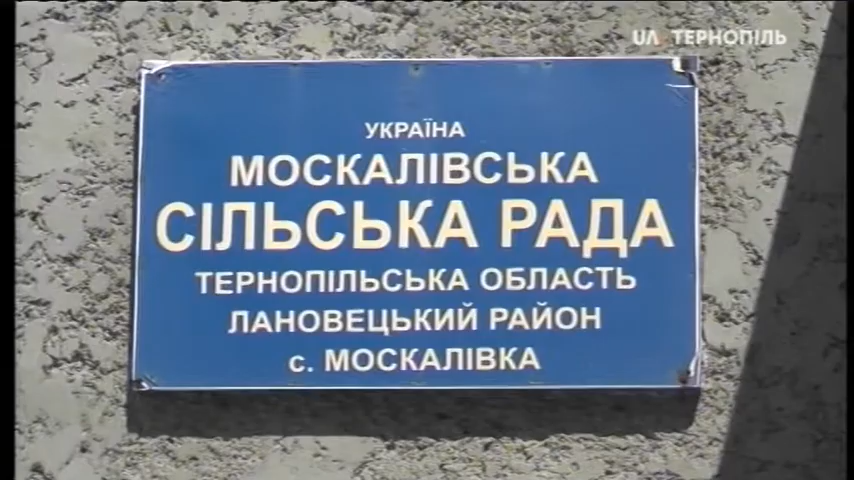 UA: ТЕРНОПІЛЬ
УКРАЇНА
МОСКАЛІВСЬКА
СІЛЬСЬКА РАДА
ТЕРНОПІЛЬСЬКА ОБЛАСТЬ
ЛАНОВЕЦЬКИЙ РАЙОН
с. МОСКАЛІВКА